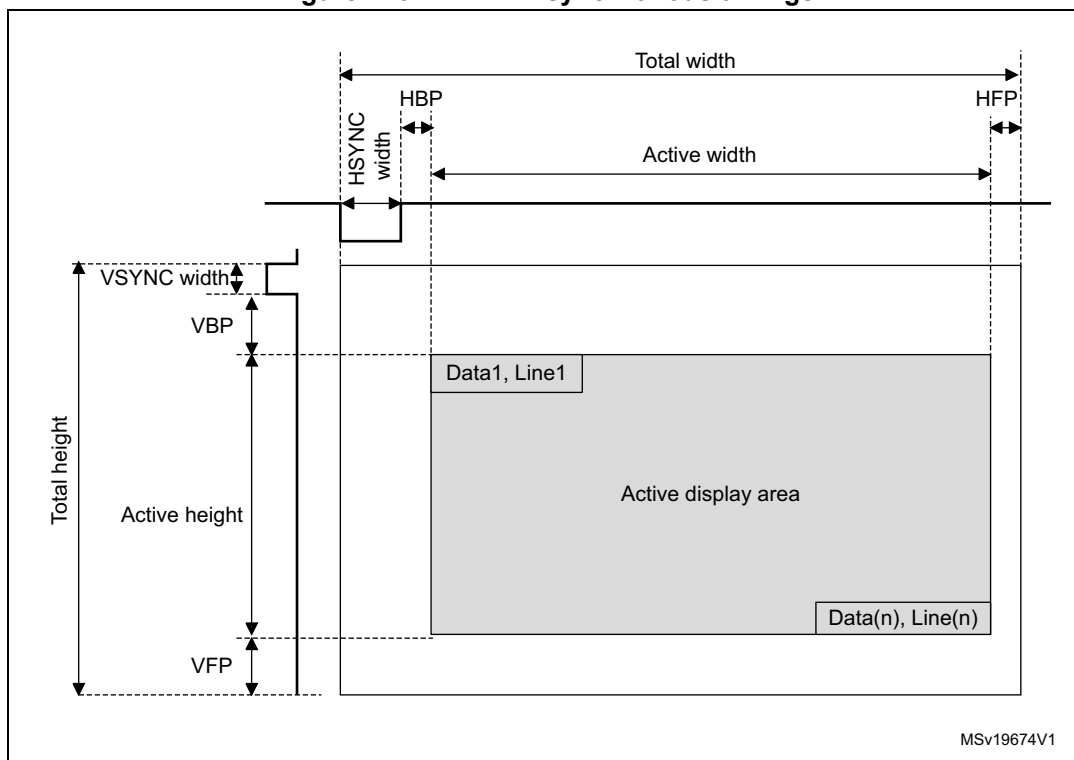 Total width
HBP
HFP
HSYNC
width
Active width
VSYNC width
VBP
Data1, Line1
Total height
Active display area
Active height
Data(n), Line(n)
VFP
MSv19674V1